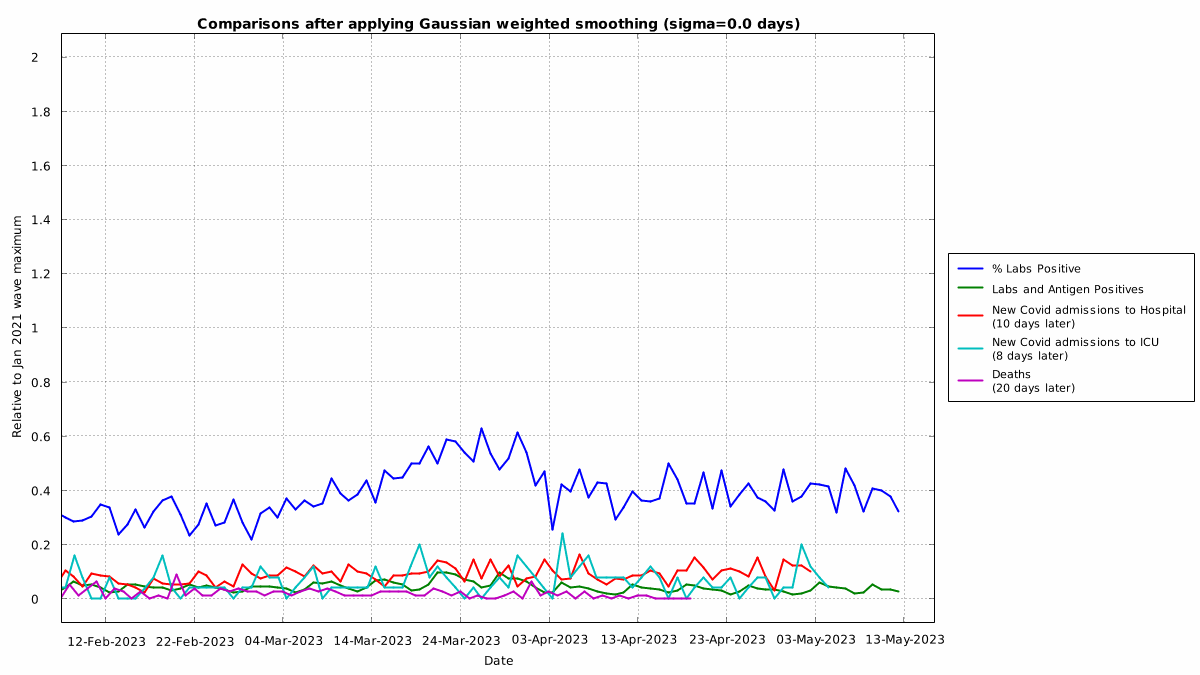 Comparisons after applying Gaussian weighted smoothing (sigma=0.0 days)
Relative to Jan 2021 wave maximum
2
1.8
1.6
1.4
1.2
1
0.8
0.6
0.4
0.2
0
12-Feb-2023 22-Feb-2023 04-Mar-2023 14-Mar-2023 24-Mar-2023 03-Apr-2023 13-Apr-2023 23-Apr-2023 03-May-2023 13-May-2023
Date
% Labs Positive
Labs and Antigen Positives
New Covid admissions to Hospital
(10 days later)
New Covid admissions to ICU
(8 days later)
Deaths
(20 days later)